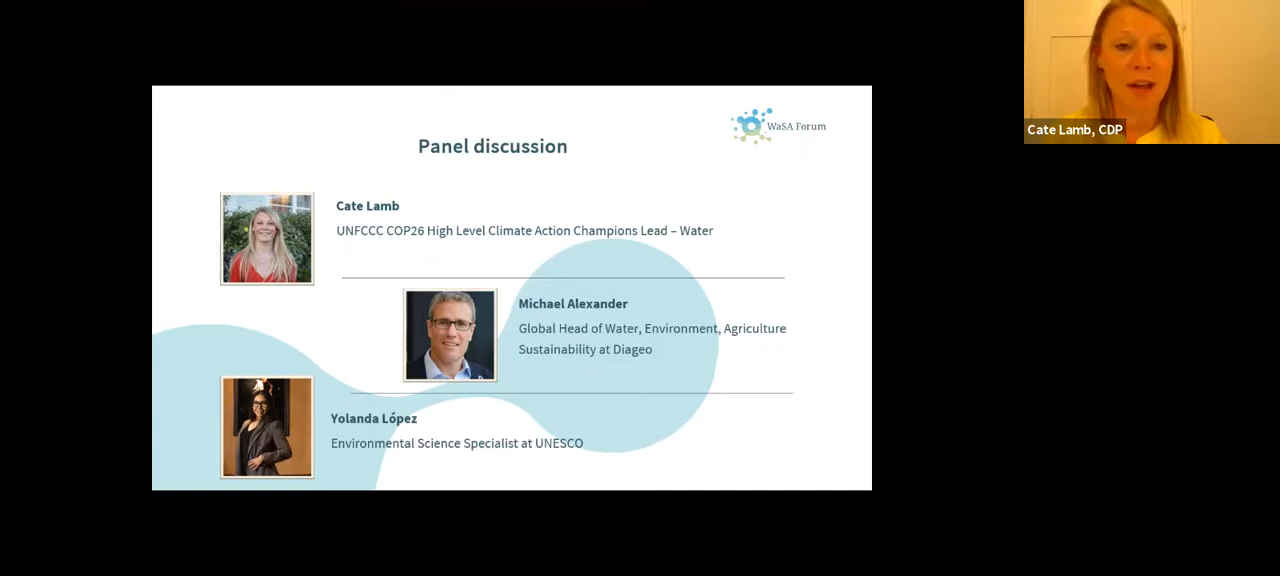 Cate Lamb, CDP
WaSA Forum
Panel discussion
Cate Lamb
UNFCCC COP26 High Level Climate Action Champions Lead – Water
Michael Alexander
Global Head of Water, Environment, Agriculture
Sustainability at Diageo
Yolanda López
Environmental Science Specialist at UNESCO